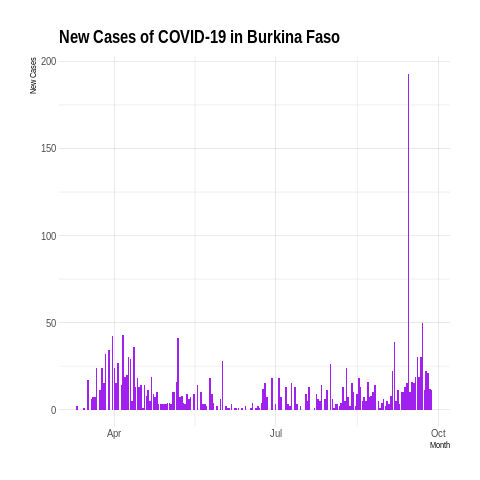 New Cases of COVID-19 in Burkina Faso
New Cases
200
150
100
50
0
Apr
Jul
Oct
Month